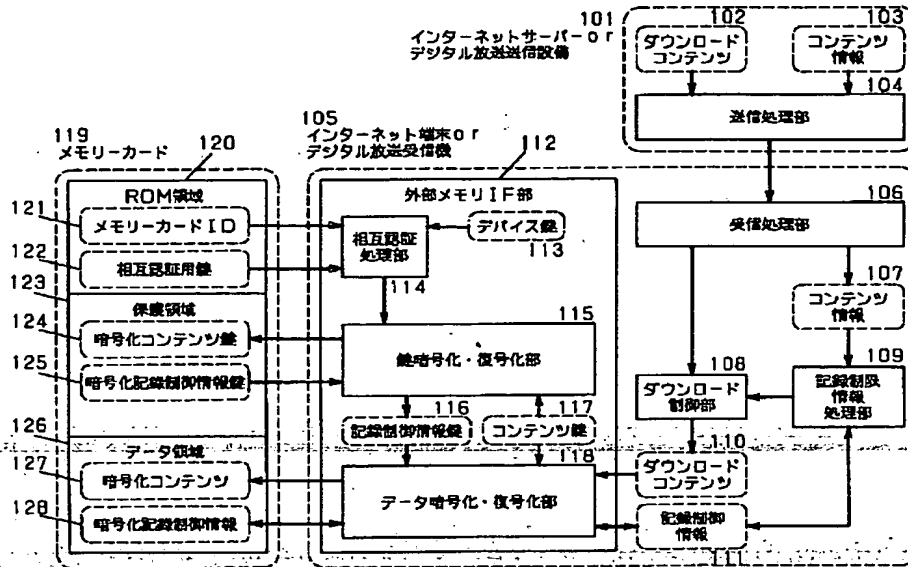 101
インターネットサーバーor
デジタル放送送信設備
102
ダウンロード
コンテンツ
103
コンテンツ
情報
104
送信処理部
105
インターネット端末or
デジタル放送受信機
106
受信処理部
107
コンテンツ
情報
108
ダウンロード
制御部
109
記録制限
情報
処理部
110
ダウンロード
コンテンツ
記録制御
情報
111
112
外部メモリIF部
デバイス鍵
113
相互認証
処理部
114
115
鍵暗号化・復号化部
116
記録制御情報鍵
117
コンテンツ鍵
118
データ暗号化・復号化部
119
メモリーカード
120
ROM領域
121
メモリーカードID
122
相互認証用鍵
123
保護領域
124
暗号化コンテンツ鍵
125
暗号化記録制御情報鍵
126
データ領域
127
暗号化コンテンツ
128
暗号化記録制御情報